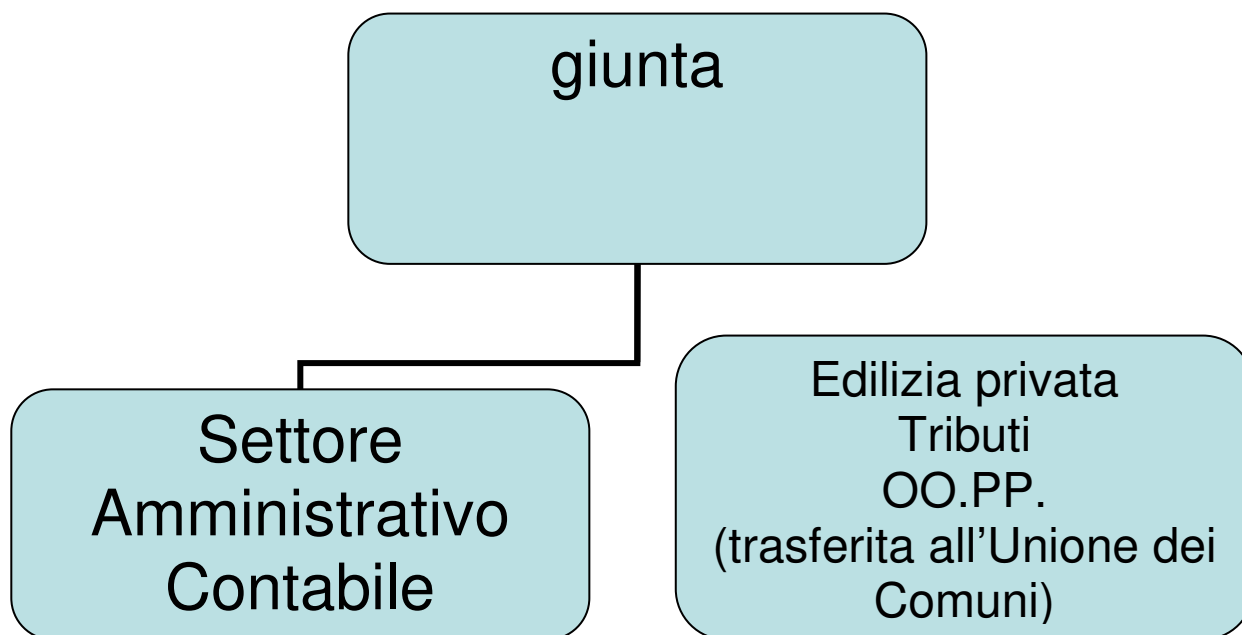 giunta
Settore
Amministrativo
Contabile
Edilizia privata
Tributi
OO.PP.
(trasferita all’Unione dei
Comuni)